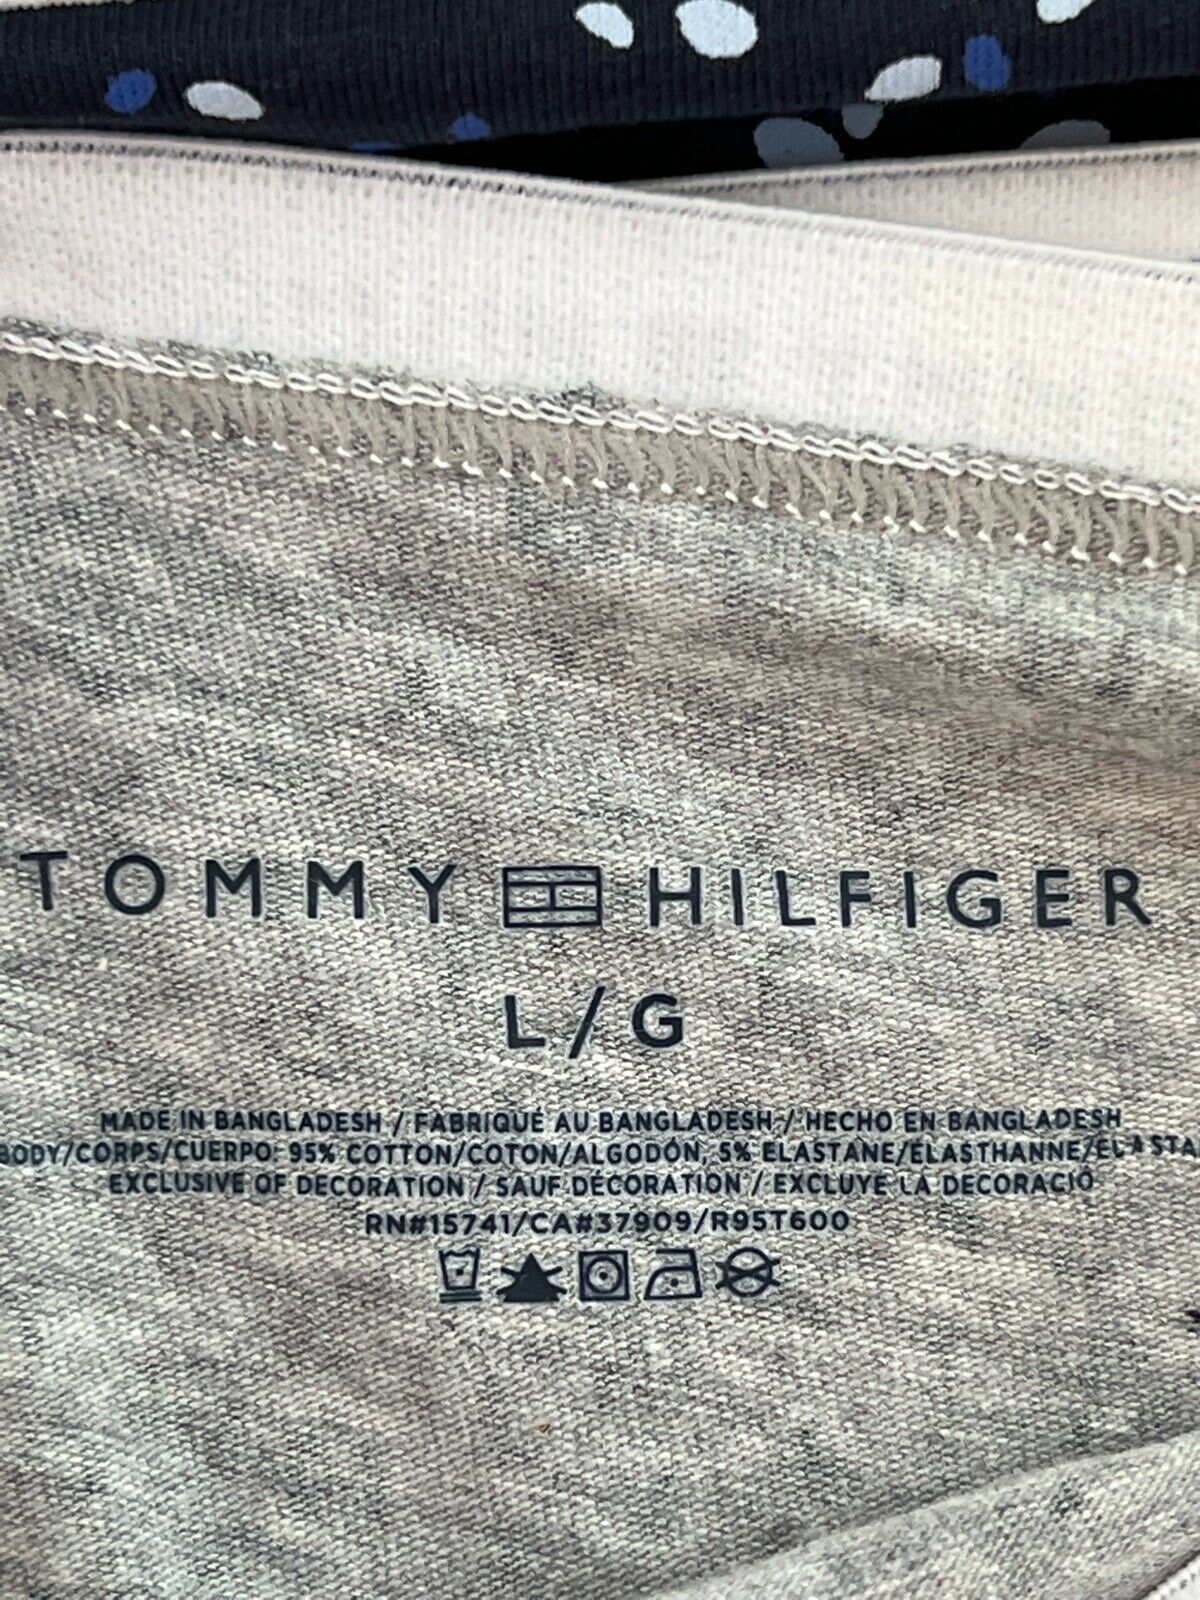 TOMMY HILFIGER
L/G
MADE IN BANGLADESH / FABRIQUÉ AU BANGLADESH / HECHO EN BANGLADESH
BODY/CORPS/CUERPO: 95% COTTON/COTON/ALGODÓN, 5% ELASTANE/ÉLASTHANNE/ELASTA
EXCLUSIVE OF DECORATION / SAUF DÉCORATION / EXCLUYE LA DECORACIÓ
RN#15741/CA#37909/R95T600